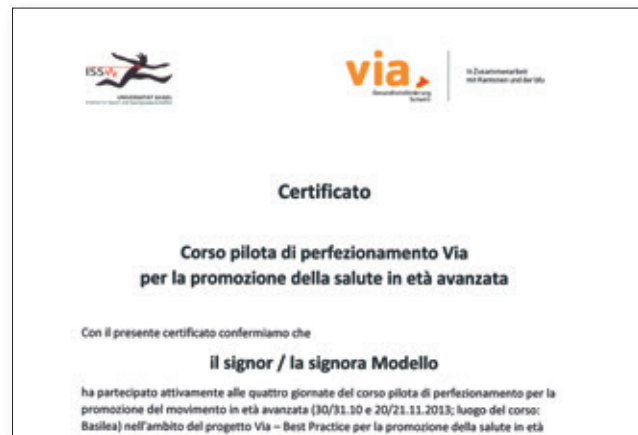 ISSW
UNIVERSITÄT BASEL
via
Gesundheitsförderung
Schweiz
In Zusammenarbeit
mit Kantonen und der bfu
Certificato
Corso pilota di perfezionamento Via
per la promozione della salute in età avanzata
Con il presente certificato confermiamo che
il signor / la signora Modello
ha partecipato attivamente alle quattro giornate del corso pilota di perfezionamento per la
promozione del movimento in età avanzata (30/31.10 e 20/21.11.2013; luogo del corso:
Basilea) nell'ambito del progetto Via – Best Practice per la promozione della salute in età